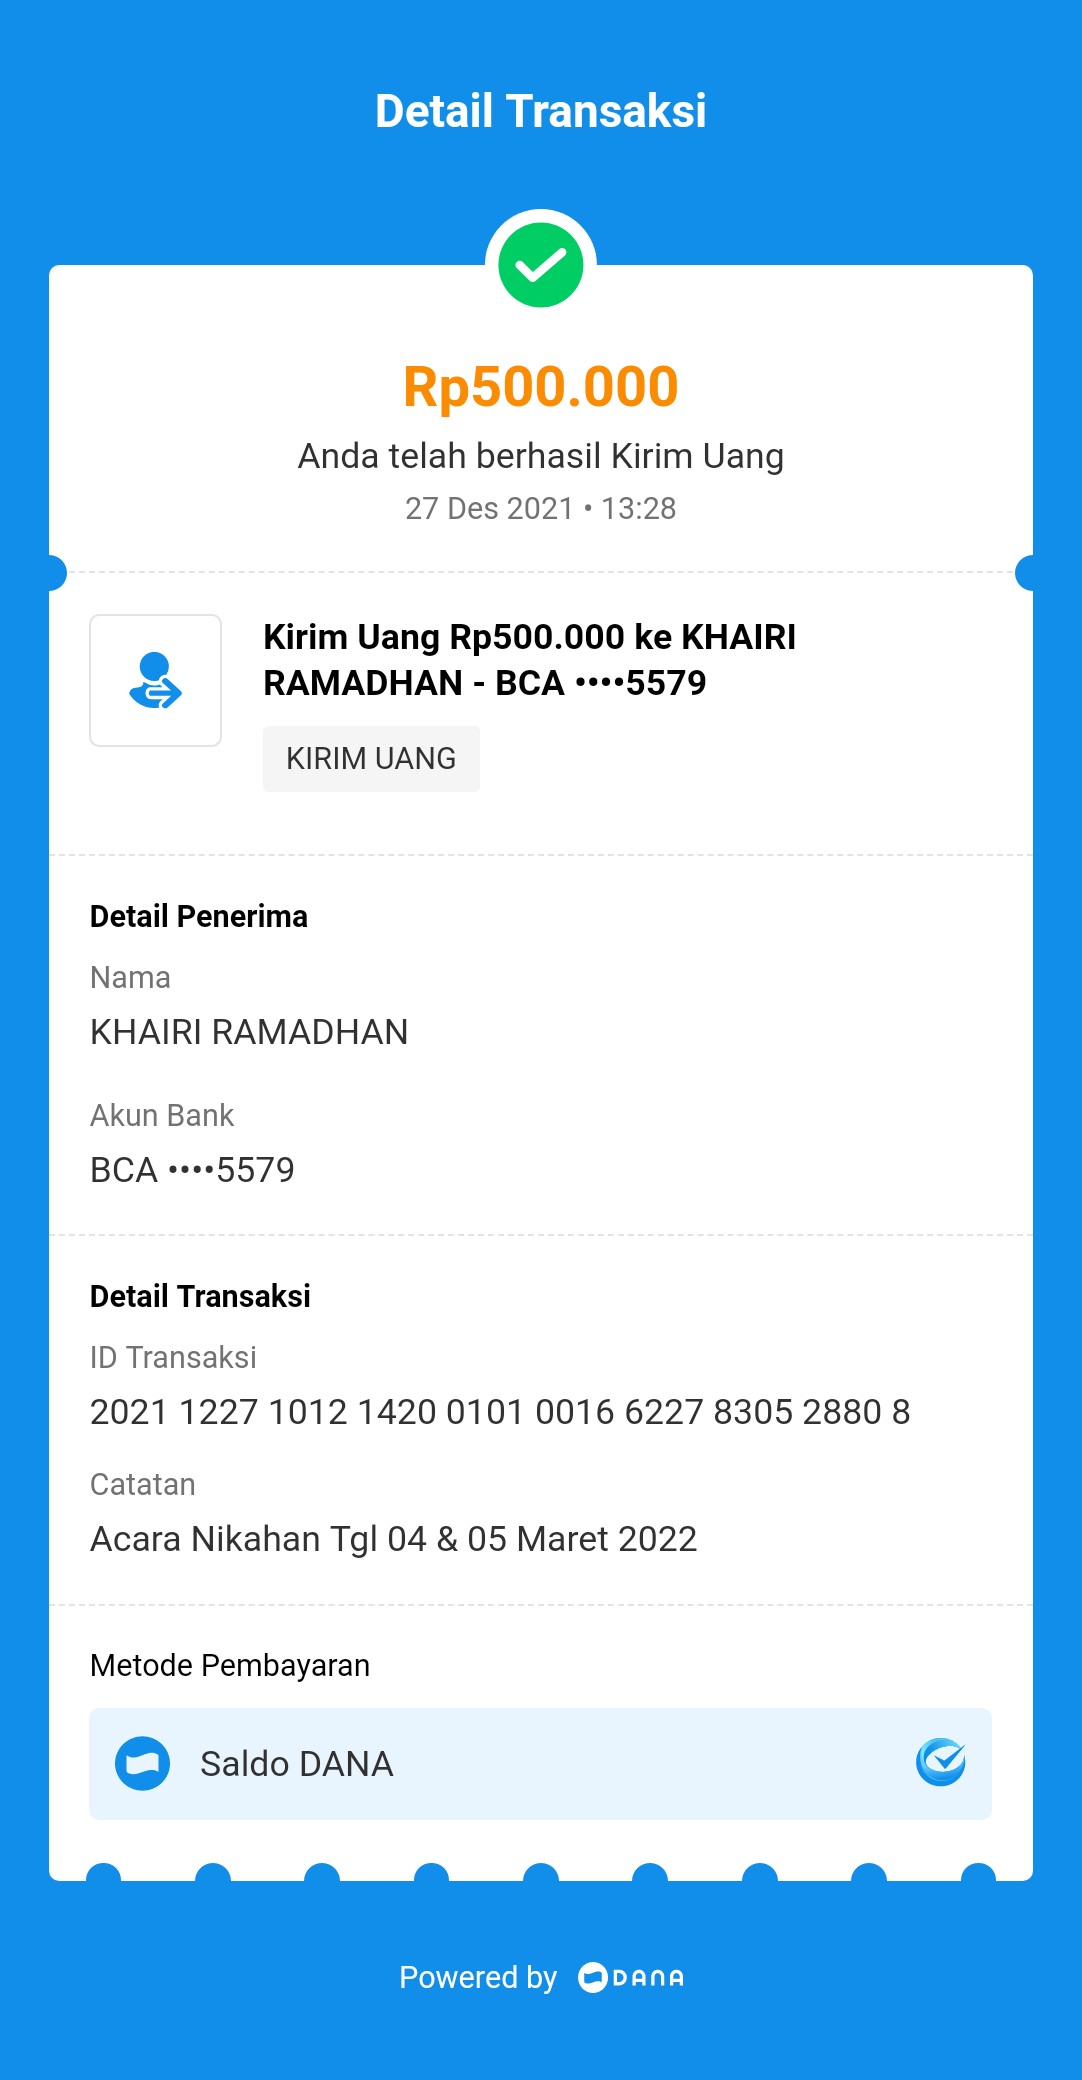 Detail Transaksi
Rp500.000
Anda telah berhasil Kirim Uang
27 Des 2021 • 13:28
Kirim Uang Rp500.000 ke KHAIRI
RAMADHAN - BCA ••••5579
KIRIM UANG
Detail Penerima
Nama
KHAIRI RAMADHAN
Akun Bank
BCA ••••5579
Detail Transaksi
ID Transaksi
2021 1227 1012 1420 0101 0016 6227 8305 2880 8
Catatan
Acara Nikahan Tgl 04 & 05 Maret 2022
Metode Pembayaran
Saldo DANA
Powered by DANA